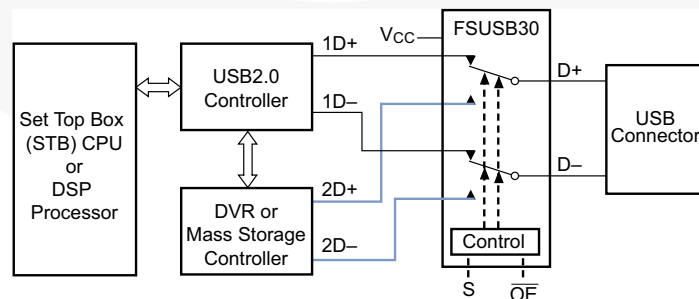 Set Top Box
(STB) CPU
or
DSP
Processor
USB2.0
Controller
DVR or
Mass Storage
Controller
1D+
1D–
2D+
2D–
VCC
FSUSB30
Control
S
OE
D+
D–
USB
Connector